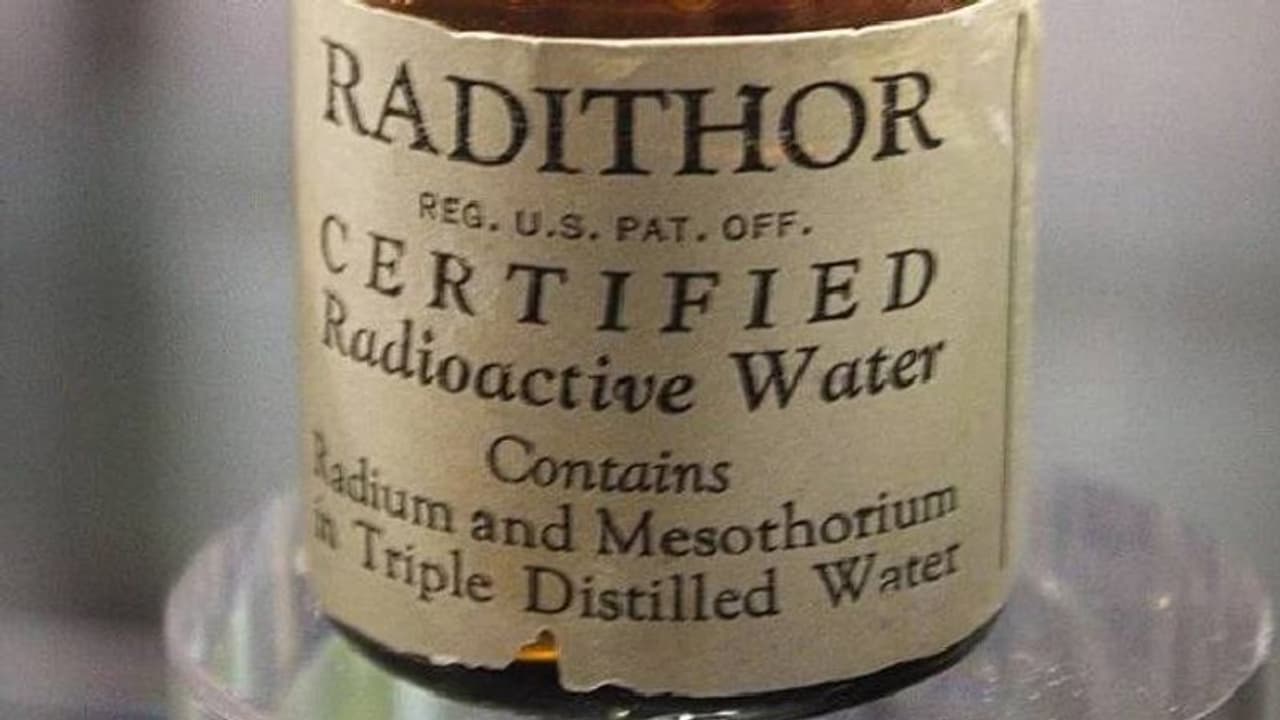 RADITHOR
REG. U.S. PAT. OFF.
CERTIFIED
Radioactive Water
Contains
Radium and Mesothorium
in Triple Distilled Water